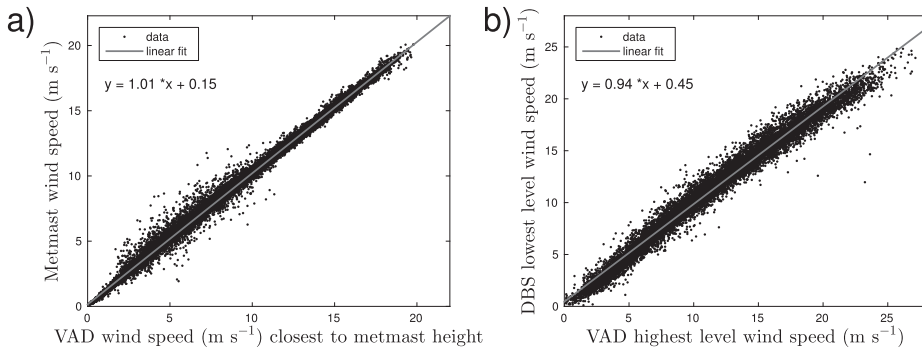 a)
data
linear fit
y = 1.01 *x + 0.15
Metmast wind speed (m s⁻¹)
20
15
10
5
0
0 5 10 15 20
VAD wind speed (m s⁻¹) closest to metmast height
b)
data
linear fit
y = 0.94 *x + 0.45
DBS lowest level wind speed (m s⁻¹)
25
20
15
10
5
0
0 5 10 15 20 25
VAD highest level wind speed (m s⁻¹)